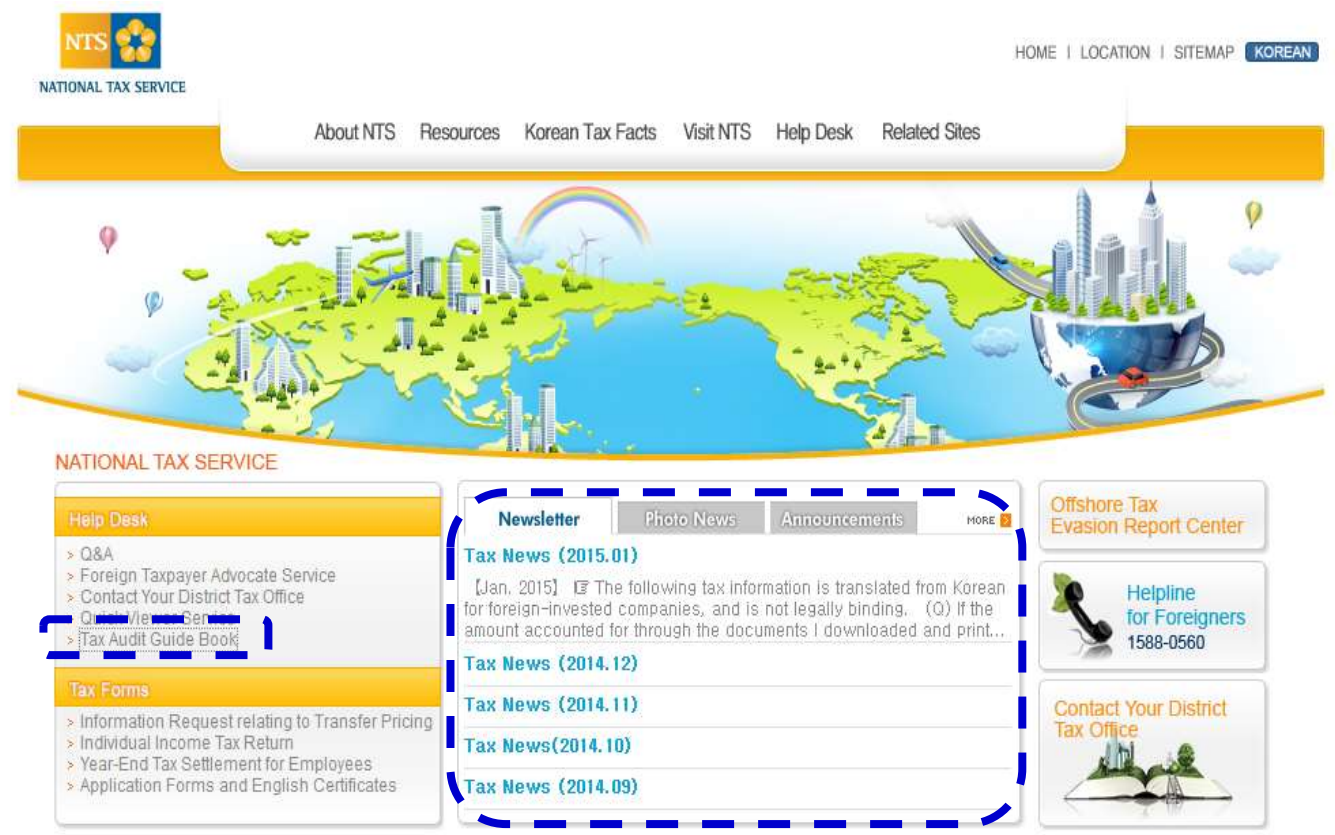 NTS
NATIONAL TAX SERVICE
HOME | LOCATION | SITEMAP KOREAN
About NTS Resources Korean Tax Facts Visit NTS Help Desk Related Sites
NATIONAL TAX SERVICE
Help Desk
> Q&A
> Foreign Taxpayer Advocate Service
> Contact Your District Tax Office
> Quick Viewer Service
> Tax Audit Guide Book
Tax Forms
> Information Request relating to Transfer Pricing
> Individual Income Tax Return
> Year-End Tax Settlement for Employees
> Application Forms and English Certificates
Newsletter Photo News Announcements MORE
Tax News (2015.01)
【Jan. 2015】 ☞ The following tax information is translated from Korean
for foreign-invested companies, and is not legally binding. (Q) If the
amount accounted for through the documents I downloaded and print...
Tax News (2014.12)
Tax News (2014.11)
Tax News(2014.10)
Tax News (2014.09)
Offshore Tax
Evasion Report Center
Helpline
for Foreigners
1588-0560
Contact Your District
Tax Office